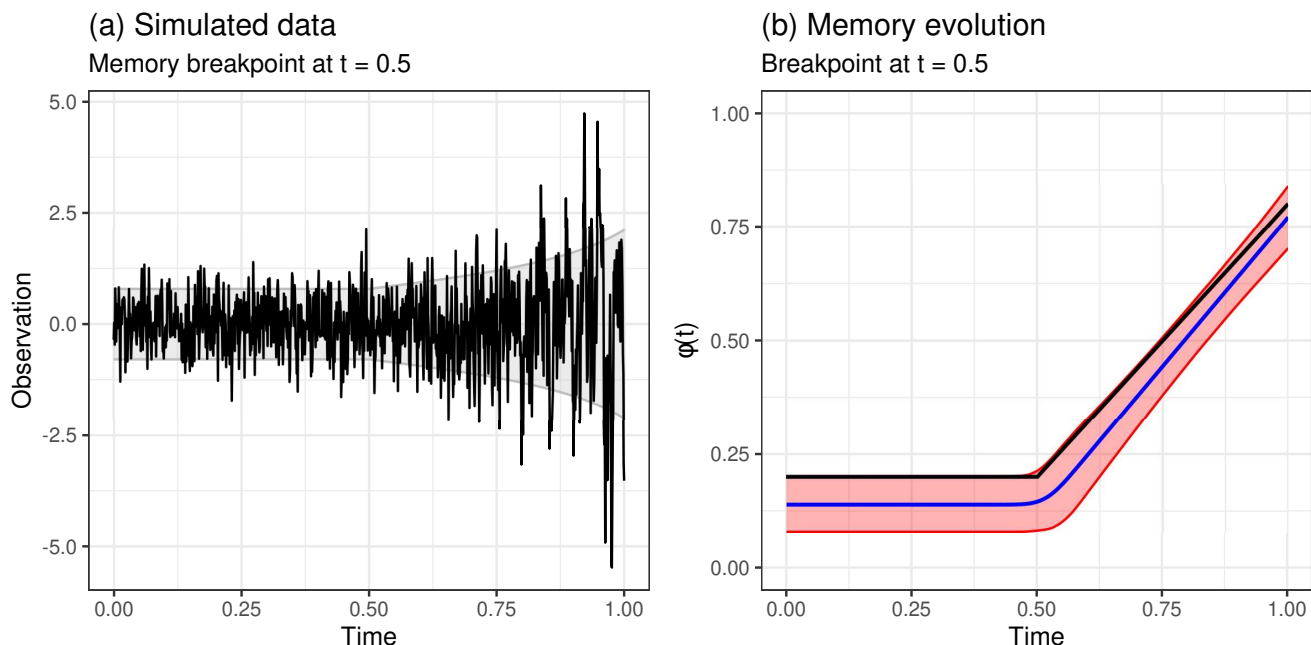 (a) Simulated data
Memory breakpoint at t = 0.5
5.0
2.5
0.0
-2.5
-5.0
Observation
0.00 0.25 0.50 0.75 1.00
Time
(b) Memory evolution
Breakpoint at t = 0.5
1.00
0.75
0.50
0.25
0.00
φ(t)
0.00 0.25 0.50 0.75 1.00
Time